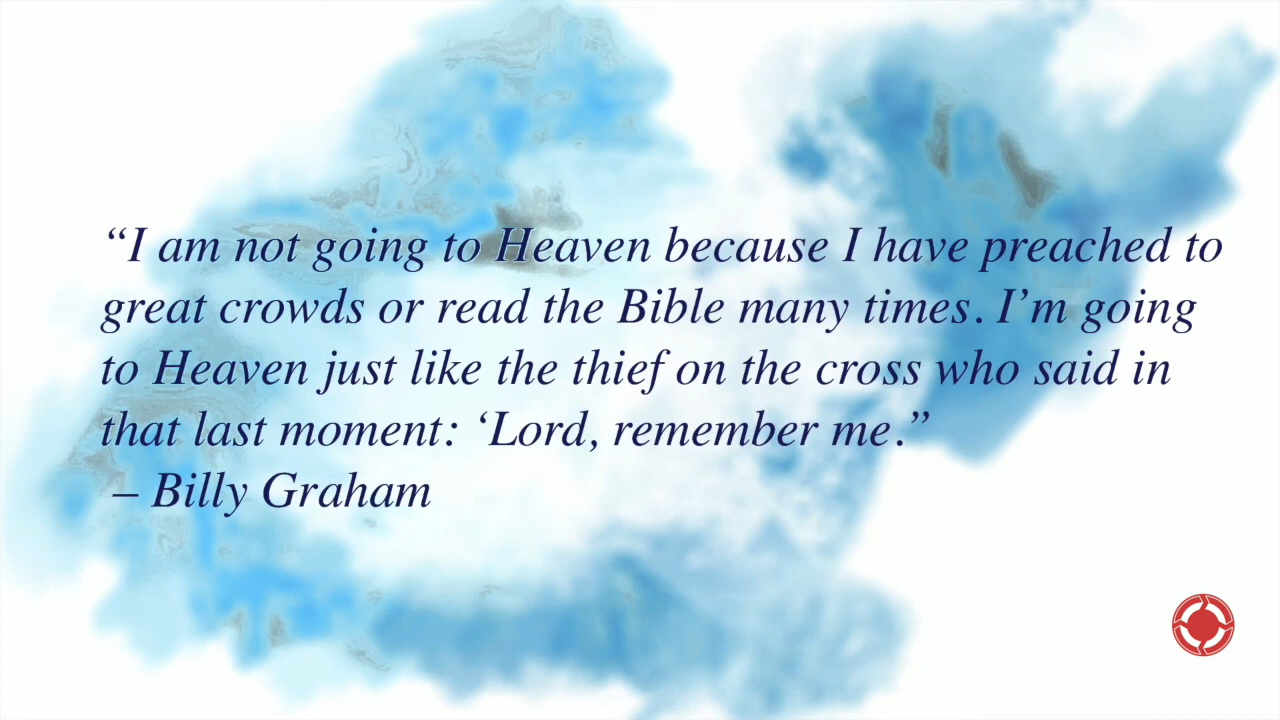 “I am not going to Heaven because I have preached to
great crowds or read the Bible many times. I’m going
to Heaven just like the thief on the cross who said in
that last moment: ‘Lord, remember me.”
– Billy Graham